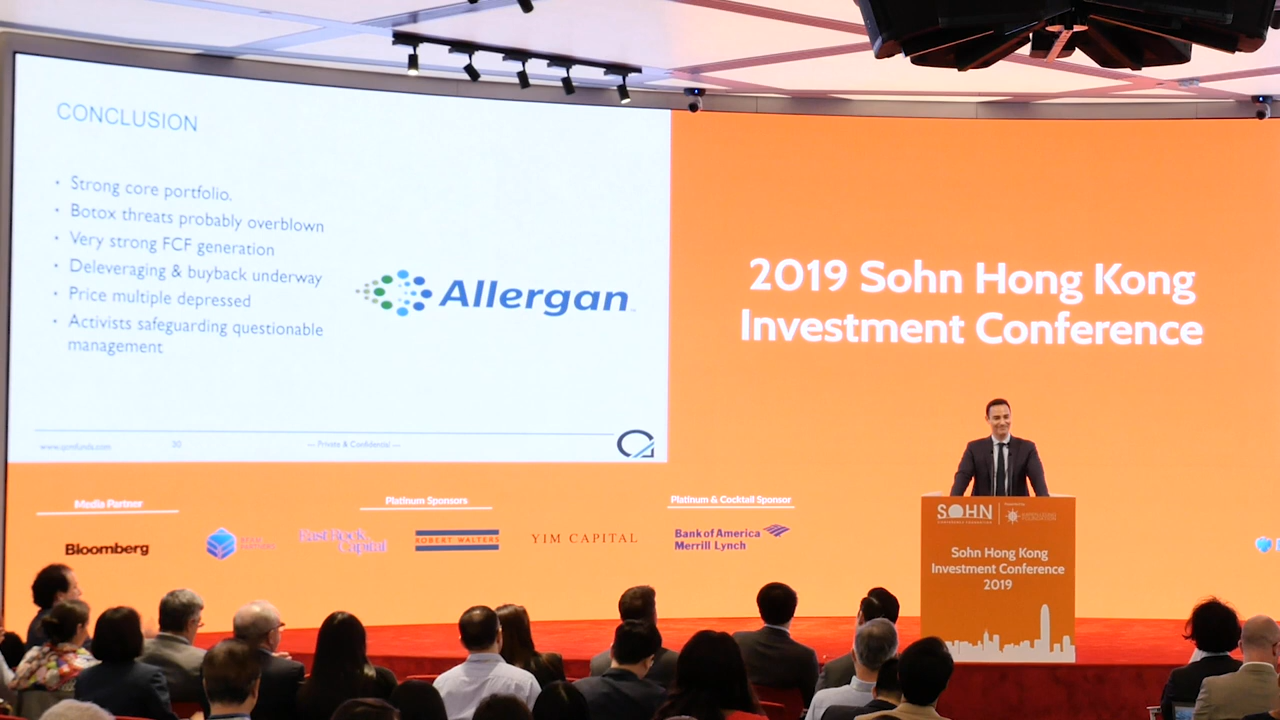 CONCLUSION
• Strong core portfolio.
• Botox threats probably overblown
• Very strong FCF generation
• Deleveraging & buyback underway
• Price multiple depressed
• Activists safeguarding questionable
management
Allergan
30
--- Private & Confidential ---
2019 Sohn Hong Kong
Investment Conference
Media Partner
Platinum Sponsors
Platinum & Cocktail Sponsor
Bloomberg
East Rock
Capital
ROBERT WALTERS
YIM CAPITAL
Bank of America
Merrill Lynch
SOHN
CONFERENCE FOUNDATION
Sohn Hong Kong
Investment Conference
2019